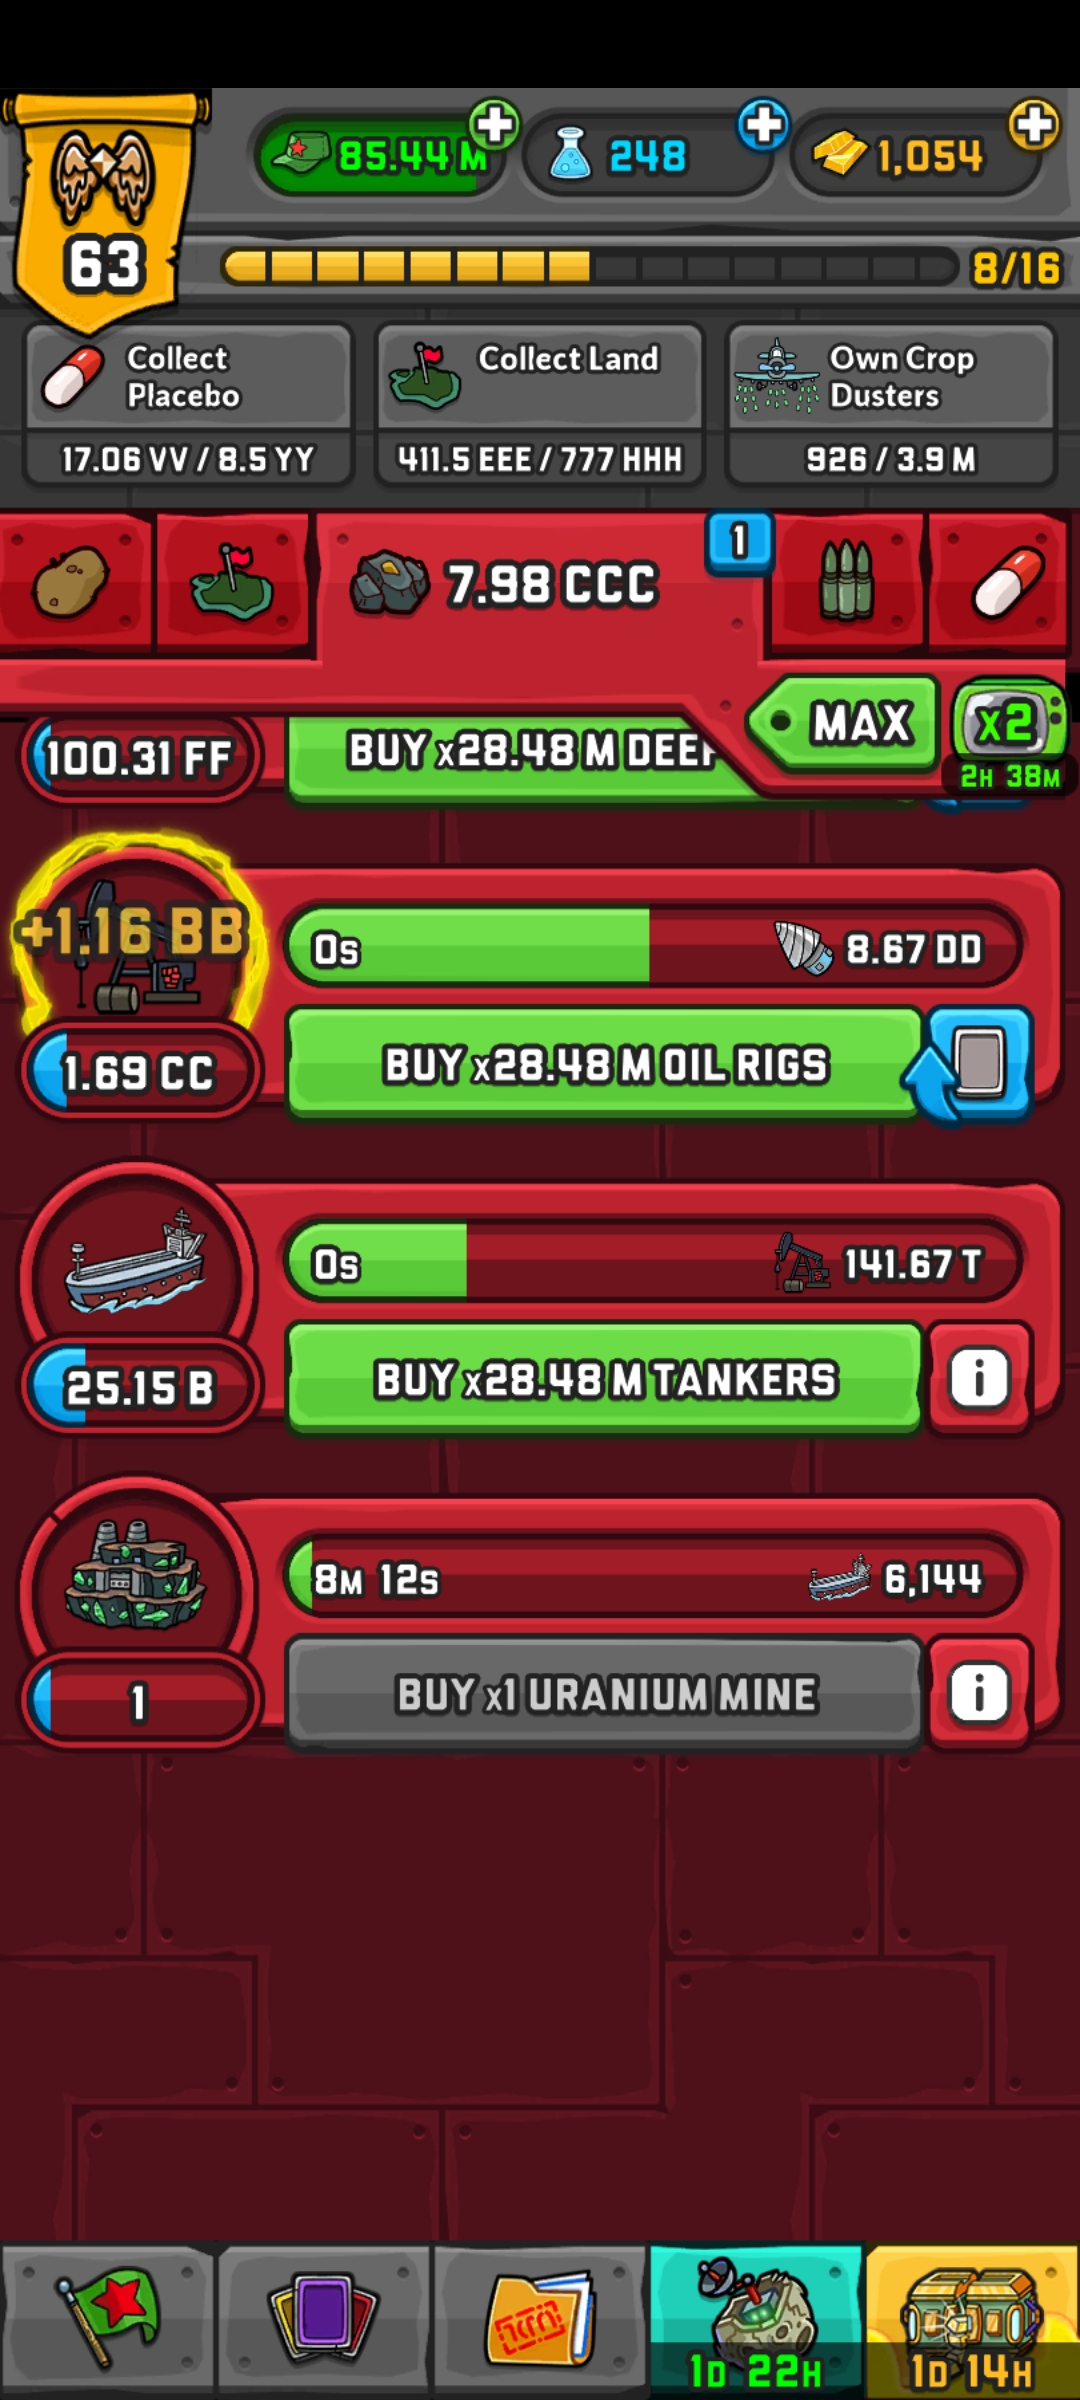 85.44 M
248
1,054
63
8/16
Collect
Placebo
17.06 VV / 8.5 YY
Collect Land
411.5 EEE / 777 HHH
Own Crop
Dusters
926 / 3.9 M
7.98 CCC
1
MAX
x2
2H 38M
100.31 FF
BUY x28.48 M DEEP
+1.16 BB
0s
8.67 DD
1.69 CC
BUY x28.48 M OIL RIGS
0s
141.67 T
25.15 B
BUY x28.48 M TANKERS
i
8M 12s
6,144
1
BUY x1 URANIUM MINE
i
1D 22H
1D 14H